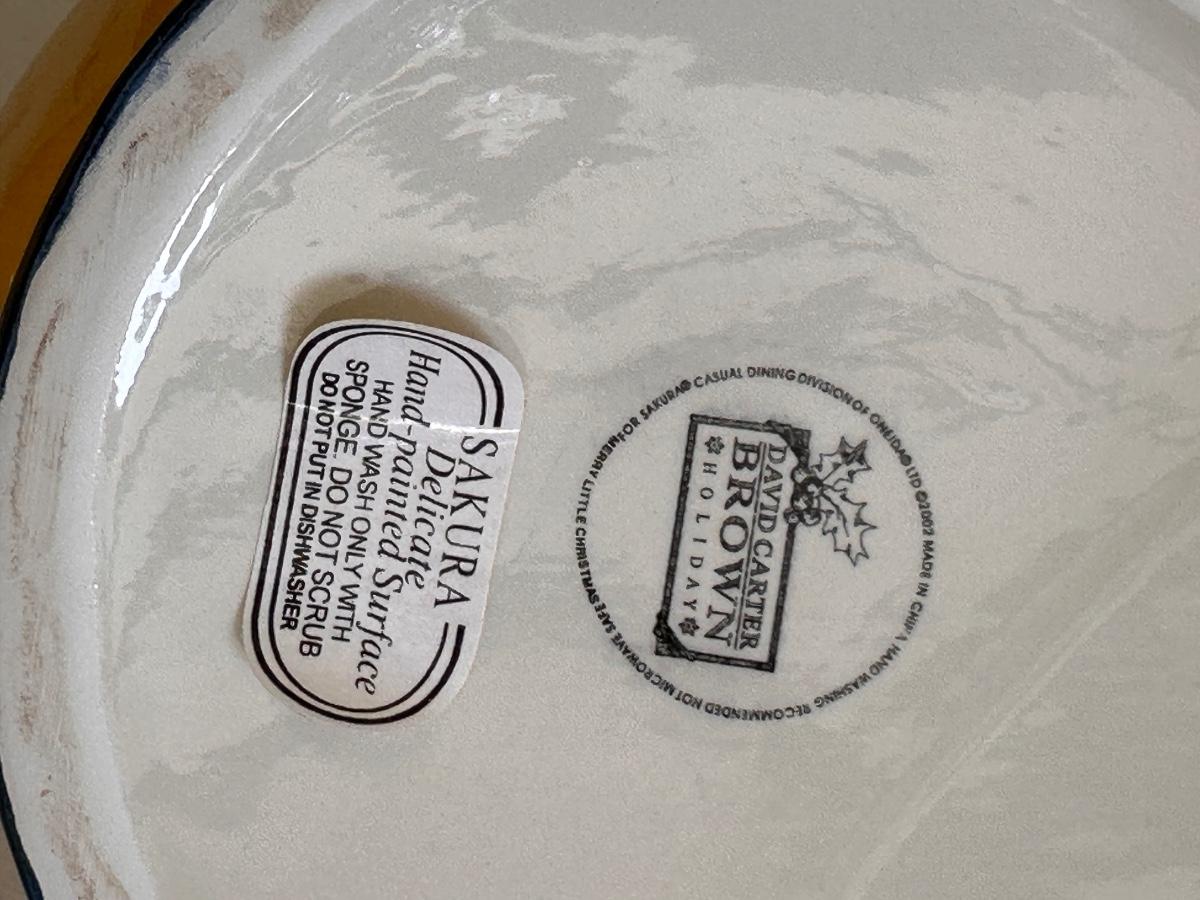 SAKURA
Delicate
Hand-painted Surface
HAND WASH ONLY WITH
SPONGE. DO NOT SCRUB
DO NOT PUT IN DISHWASHER
DAVID CARTER
BROWN
HOLIDAY
MERRY LITTLE CHRISTMAS FOR SAKURA® CASUAL DINING DIVISION OF ONEIDA® LTD ©2002 MADE IN CHINA HAND WASHING RECOMMENDED NOT MICROWAVE SAFE